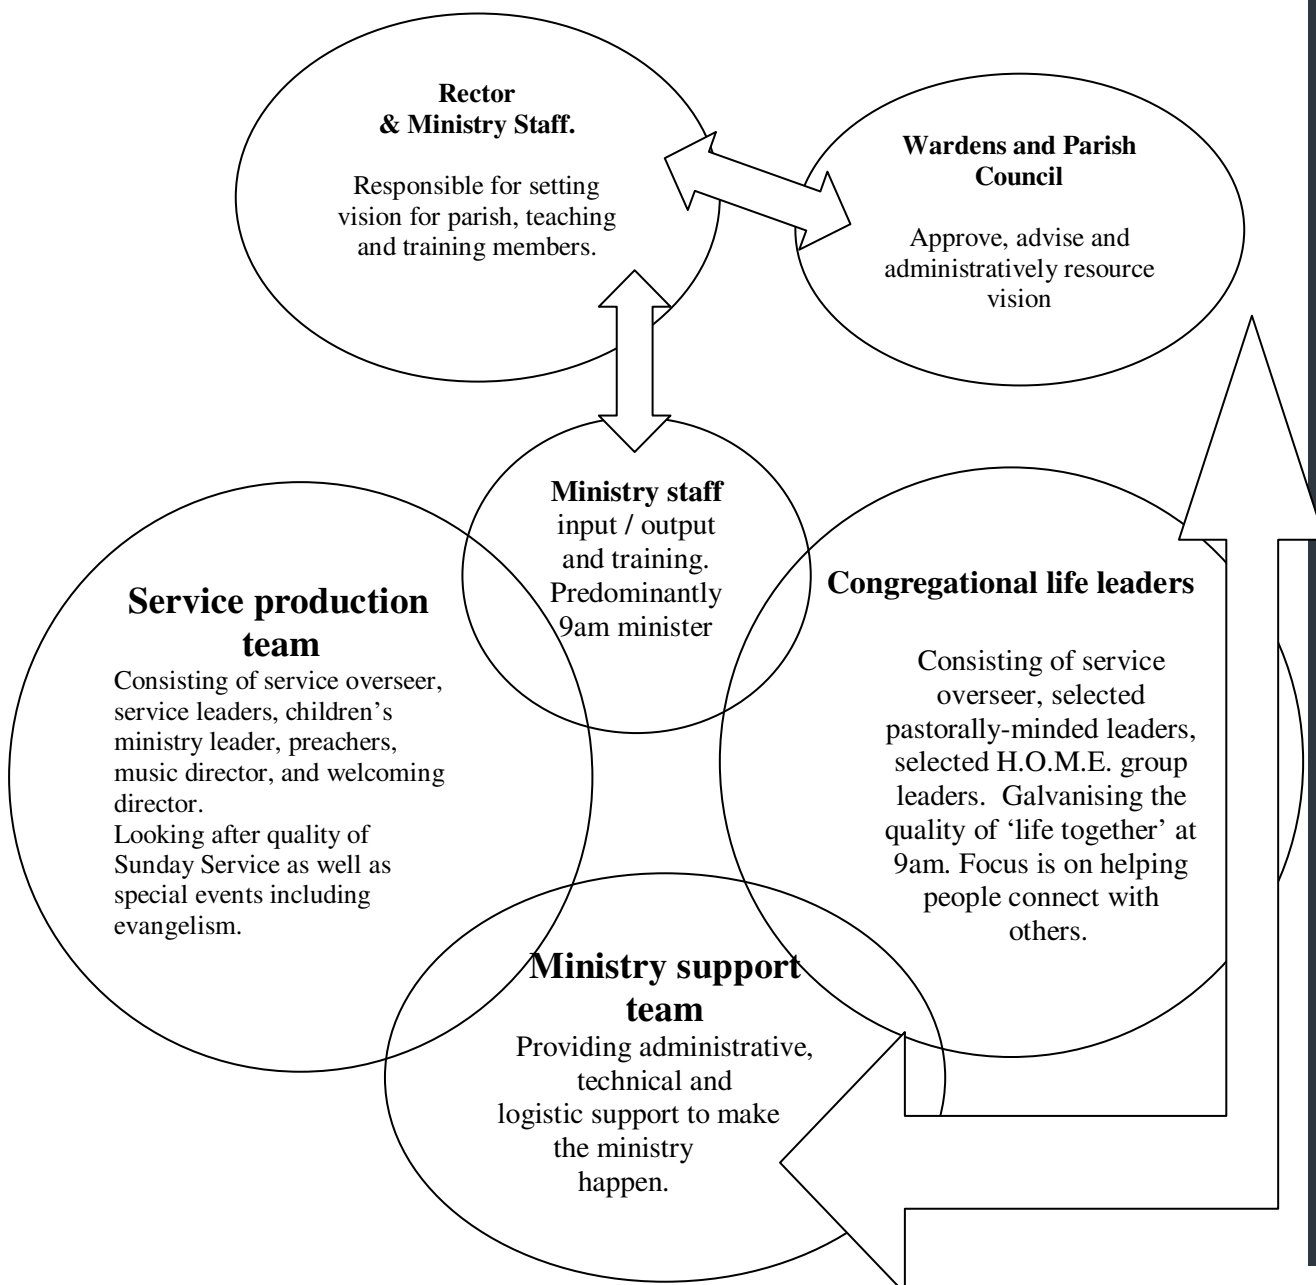 Rector
& Ministry Staff.
Responsible for setting
vision for parish, teaching
and training members.
Wardens and Parish
Council
Approve, advise and
administratively resource
vision
Ministry staff
input / output
and training.
Predominantly
9am minister
Service production
team
Consisting of service overseer,
service leaders, children’s
ministry leader, preachers,
music director, and welcoming
director.
Looking after quality of
Sunday Service as well as
special events including
evangelism.
Congregational life leaders
Consisting of service
overseer, selected
pastorally-minded leaders,
selected H.O.M.E. group
leaders.  Galvanising the
quality of ‘life together’ at
9am. Focus is on helping
people connect with
others.
Ministry support
team
Providing administrative,
technical and
logistic support to make
the ministry
happen.